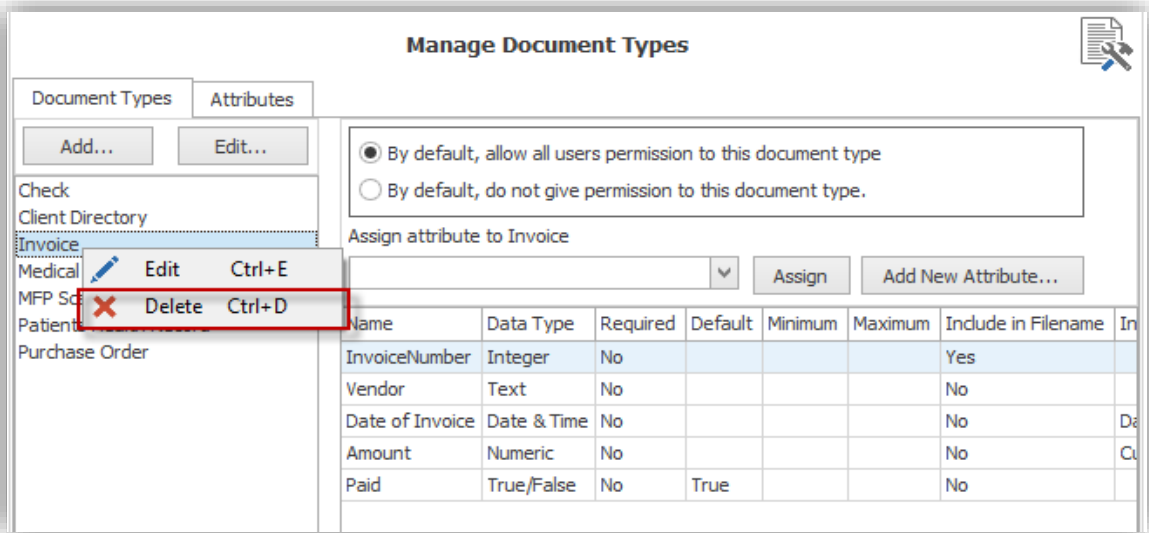 Manage Document Types
Document Types Attributes
Add... Edit...
Check
Client Directory
Invoice
Medical
MFP
Patient
Purchase Order
Edit Ctrl+E
Delete Ctrl+D
By default, allow all users permission to this document type
By default, do not give permission to this document type.
Assign attribute to Invoice
Assign Add New Attribute...
Name Data Type Required Default Minimum Maximum Include in Filename In
InvoiceNumber Integer No Yes
Vendor Text No No
Date of Invoice Date & Time No No Da
Amount Numeric No No Cu
Paid True/False No True No